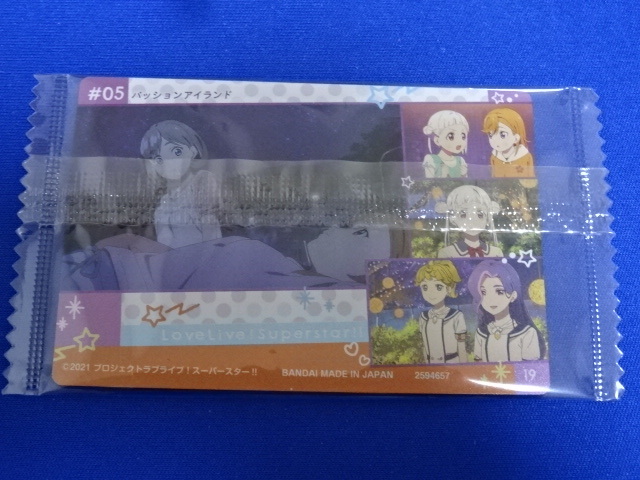 #05 パッションアイランド
LoveLive! Superstar!!
©2021 プロジェクトラブライブ！スーパースター!! BANDAI MADE IN JAPAN 2594657 19